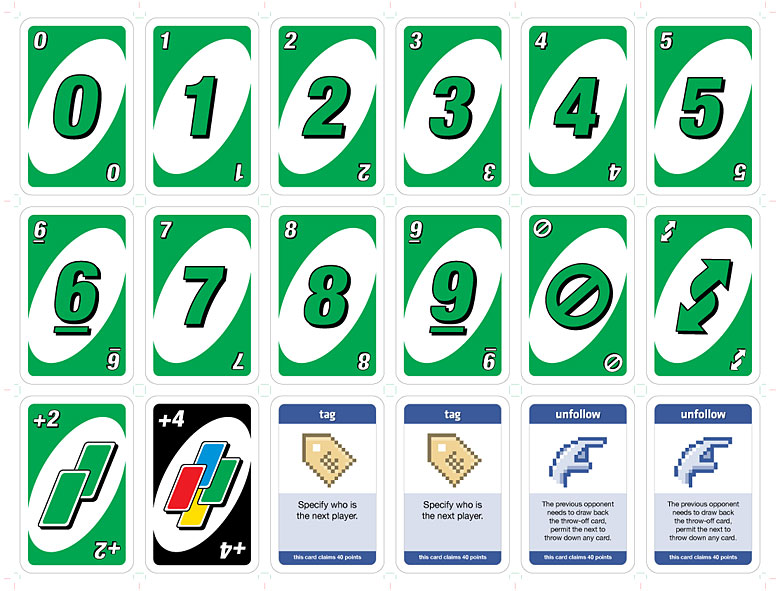 0
0
0
1
1
1
2
2
2
3
3
3
4
4
4
5
5
5
6
6
6
7
7
7
8
8
8
9
9
9
+2
+2
+4
+4
tag
Specify who is
the next player.
this card claims 40 points
tag
Specify who is
the next player.
this card claims 40 points
unfollow
The previous opponent
needs to draw back
the throw-off card,
permit the next to
throw down any card.
this card claims 40 points
unfollow
The previous opponent
needs to draw back
the throw-off card,
permit the next to
throw down any card.
this card claims 40 points